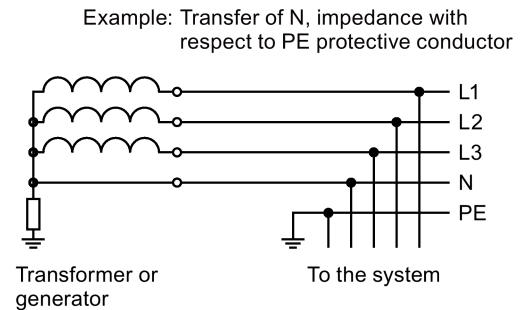 Example: Transfer of N, impedance with
respect to PE protective conductor
L1
L2
L3
N
PE
Transformer or
generator
To the system